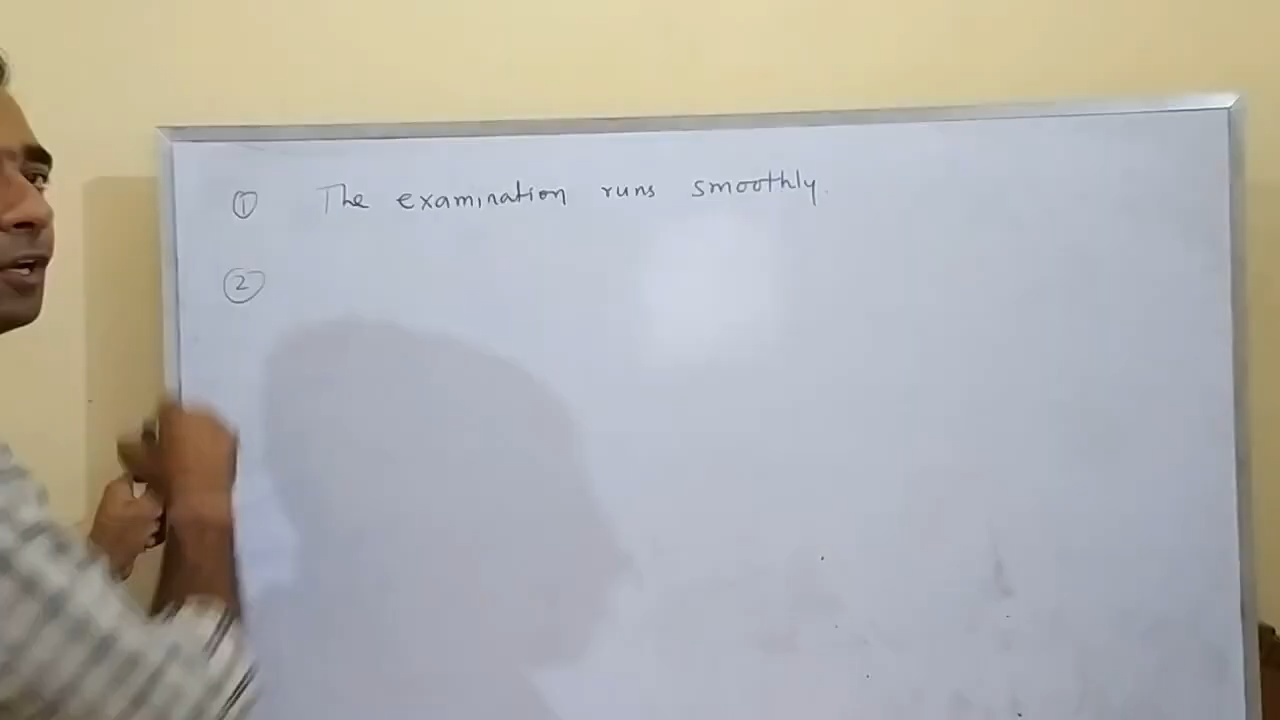 ① The examination runs smoothly.
②